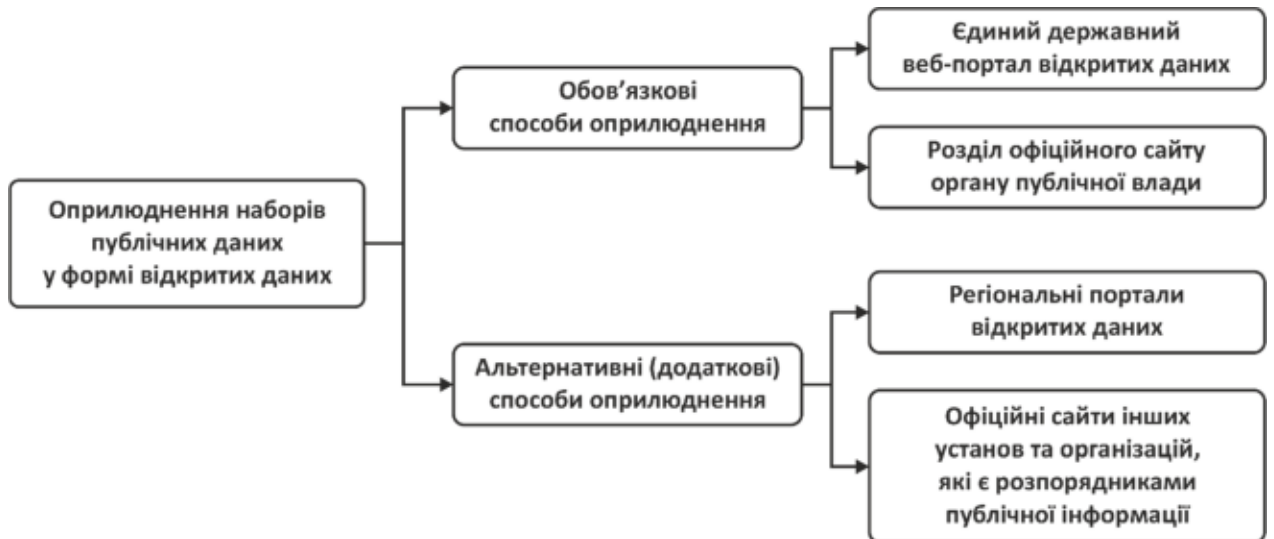 Оприлюднення наборів
публічних даних
у формі відкритих даних
Обов’язкові
способи оприлюднення
Єдиний державний
веб-портал відкритих даних
Розділ офіційного сайту
органу публічної влади
Альтернативні (додаткові)
способи оприлюднення
Регіональні портали
відкритих даних
Офіційні сайти інших
установ та організацій,
які є розпорядниками
публічної інформації